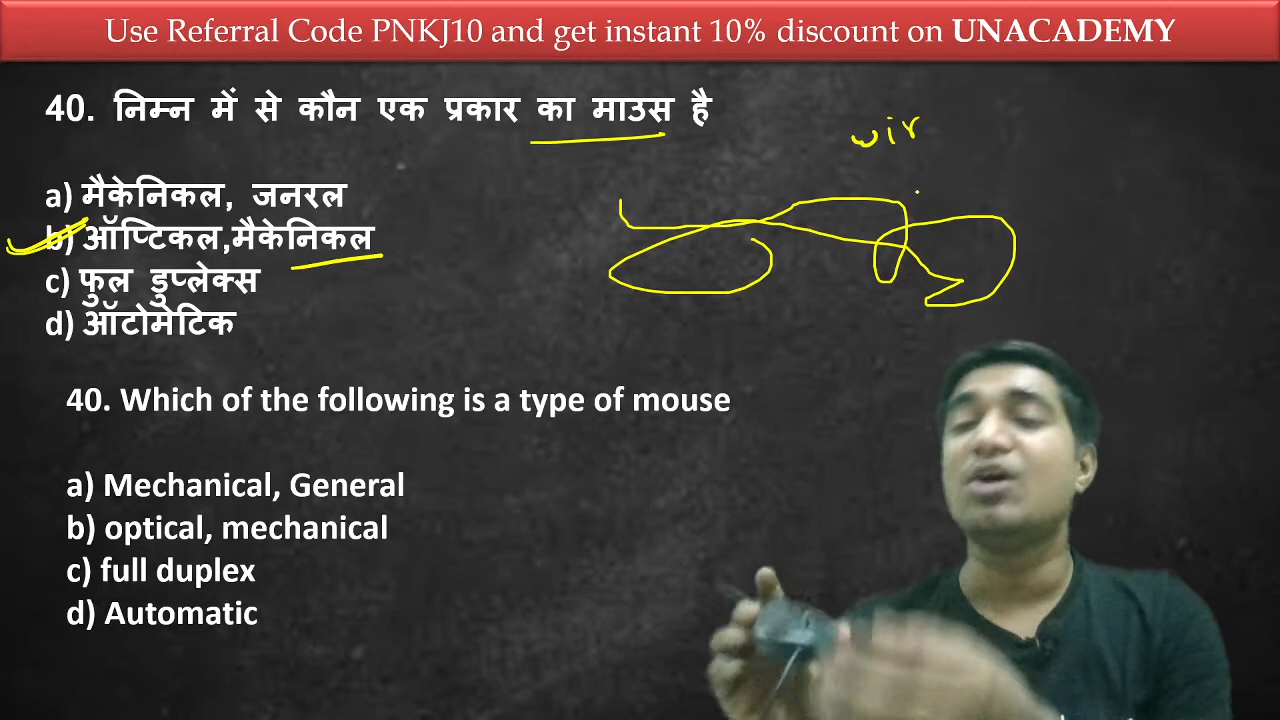 Use Referral Code PNKJ10 and get instant 10% discount on UNACADEMY
40. निम्न में से कौन एक प्रकार का माउस है
wir
a) मैकेनिकल, जनरल
b) ऑप्टिकल,मैकेनिकल
c) फुल डुप्लेक्स
d) ऑटोमेटिक
40. Which of the following is a type of mouse
a) Mechanical, General
b) optical, mechanical
c) full duplex
d) Automatic